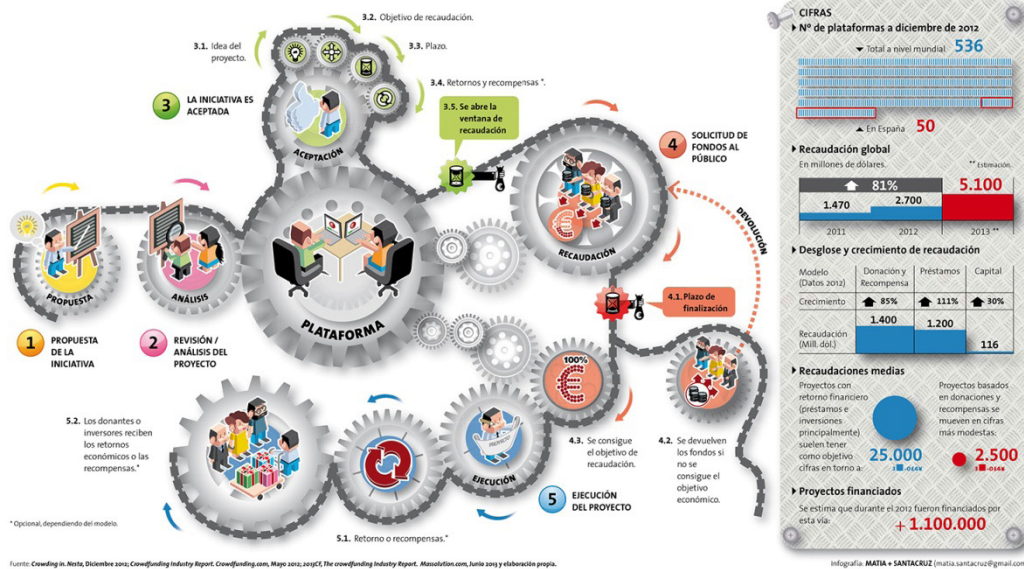 3.2. Objetivo de recaudación.
3.1. Idea del
proyecto.
3.3. Plazo.
3.4. Retornos y recompensas *.
3 LA INICIATIVA ES
ACEPTADA
ACEPTACIÓN
3.5. Se abre la
ventana de
recaudación
4 SOLICITUD DE
FONDOS AL
PÚBLICO
RECAUDACIÓN
DEVOLUCIÓN
PROPUESTA
ANÁLISIS
PLATAFORMA
1 PROPUESTA
DE LA
INICIATIVA
2 REVISIÓN /
ANÁLISIS DEL
PROYECTO
4.1. Plazo de
finalización
100%
€
4.3. Se consigue
el objetivo de
recaudación.
4.2. Se devuelven
los fondos si
no se
consigue el
objetivo
económico.
EJECUCIÓN
5 EJECUCIÓN
DEL PROYECTO
5.2. Los donantes o
inversores reciben
los retornos
económicos o las
recompensas.*
5.1. Retorno o recompensas.*
* Opcional, dependiendo del modelo.
Fuente: Crowding in. Nesta, Diciembre 2012; Crowdfunding Industry Report. Crowdfunding.com, Mayo 2012; 2013CF, The crowdfunding Industry Report. Massolution.com, Junio 2013 y elaboración propia.
CIFRAS
Nº de plataformas a diciembre de 2012
Total a nivel mundial 536
En España 50
Recaudación global
En millones de dólares. ** Estimación.
81% 5.100
1.470 2.700
2011 2012 2013 **
Desglose y crecimiento de recaudación
Modelo
(Datos 2012)
Donación y
Recompensa
Préstamos
Capital
Crecimiento 85% 111% 30%
Recaudación
(Mill. dól.)
1.400 1.200 116
Recaudaciones medias
Proyectos con
retorno financiero
(préstamos e
inversiones
principalmente)
suelen tener
como objetivo
cifras en torno a:
25.000
Proyectos basados
en donaciones y
recompensas se
mueven en cifras
más modestas:
2.500
Proyectos financiados
Se estima que durante el 2012 fueron financiados por
esta vía:
+ 1.100.000
Infografía: MATIA + SANTACRUZ (matia.santacruz@gmail.com